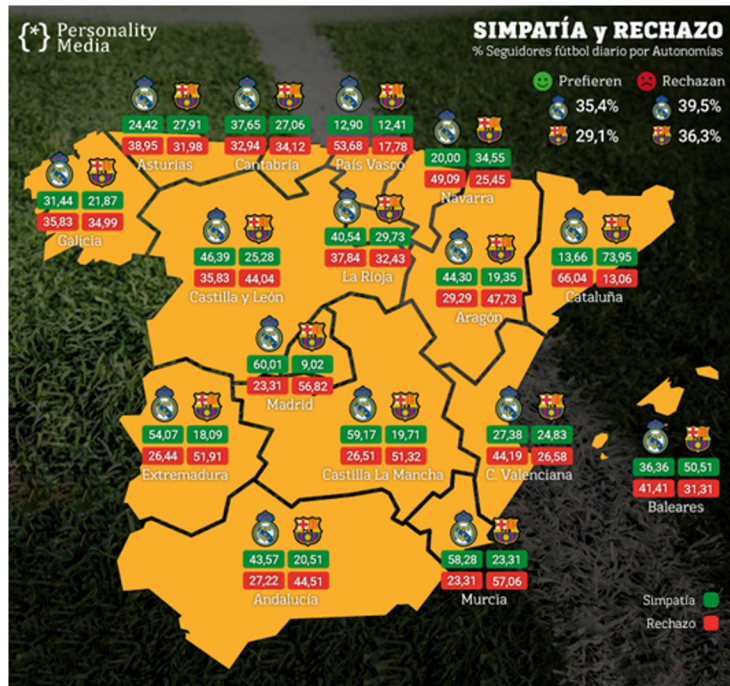 {*} Personality
Media
SIMPATÍA y RECHAZO
% Seguidores fútbol diario por Autonomías
Prefieren Rechazan
35,4% 39,5%
29,1% 36,3%
24,42 27,91
38,95 31,98
Asturias
37,65 27,06
32,94 34,12
Cantabria
12,90 12,41
53,68 17,78
País Vasco
20,00 34,55
49,09 25,45
Navarra
31,44 21,87
35,83 34,99
Galicia
46,39 25,28
35,83 44,04
Castilla y León
40,54 29,73
37,84 32,43
La Rioja
44,30 19,35
29,29 47,73
Aragón
13,66 73,95
66,04 13,06
Cataluña
60,01 9,02
23,31 56,82
Madrid
54,07 18,09
26,44 51,91
Extremadura
59,17 19,71
26,51 51,32
Castilla La Mancha
27,38 24,83
44,19 26,58
C. Valenciana
36,36 50,51
41,41 31,31
Baleares
43,57 20,51
27,22 44,51
Andalucía
58,28 23,31
23,31 57,06
Murcia
Simpatía
Rechazo